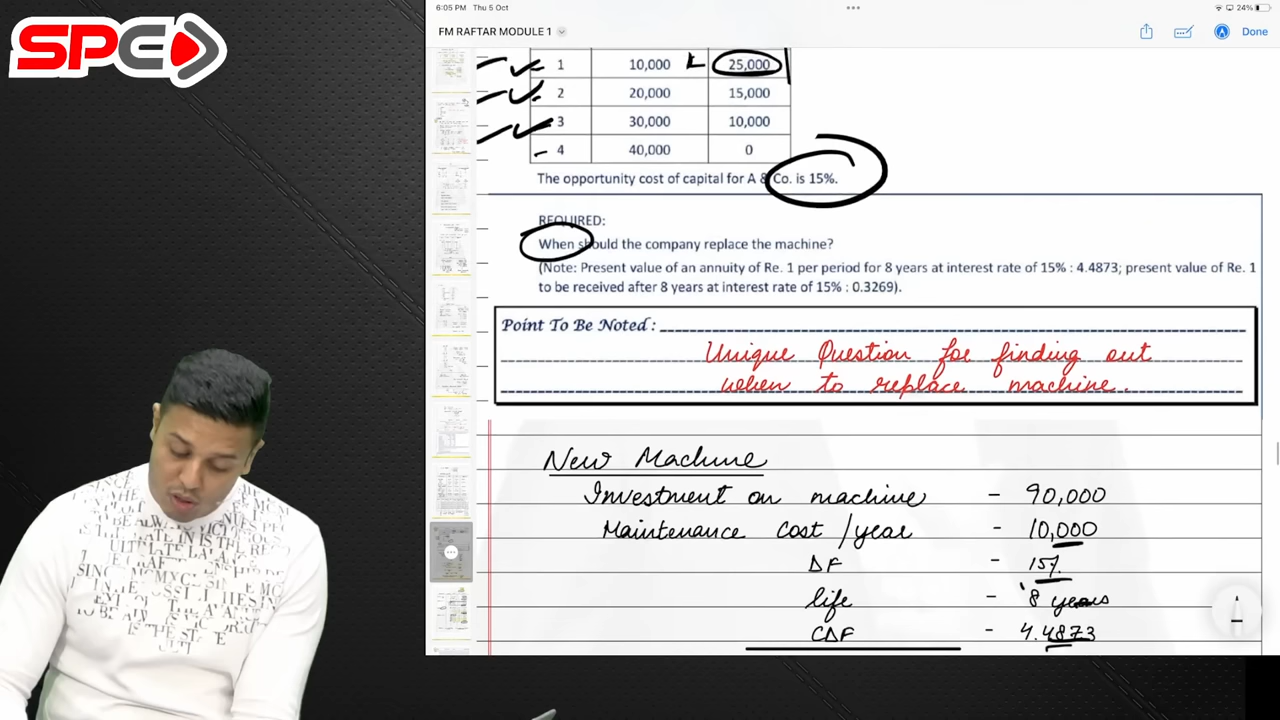 SPE
6:05 PM Thu 5 Oct
24%
FM RAFTAR MODULE 1
Done
1 10,000 25,000
2 20,000 15,000
3 30,000 10,000
4 40,000 0
The opportunity cost of capital for A & Co. is 15%.
REQUIRED:
When should the company replace the machine?
(Note: Present value of an annuity of Re. 1 per period for 8 years at interest rate of 15% : 4.4873; present value of Re. 1
to be received after 8 years at interest rate of 15% : 0.3269).
Point To Be Noted :
Unique Question for finding out
when to replace machine.
New Machine
Investment on machine - 90,000
Maintenance cost /year - 10,000
DF - 15%
life - 8 years
CDF - 4.4873